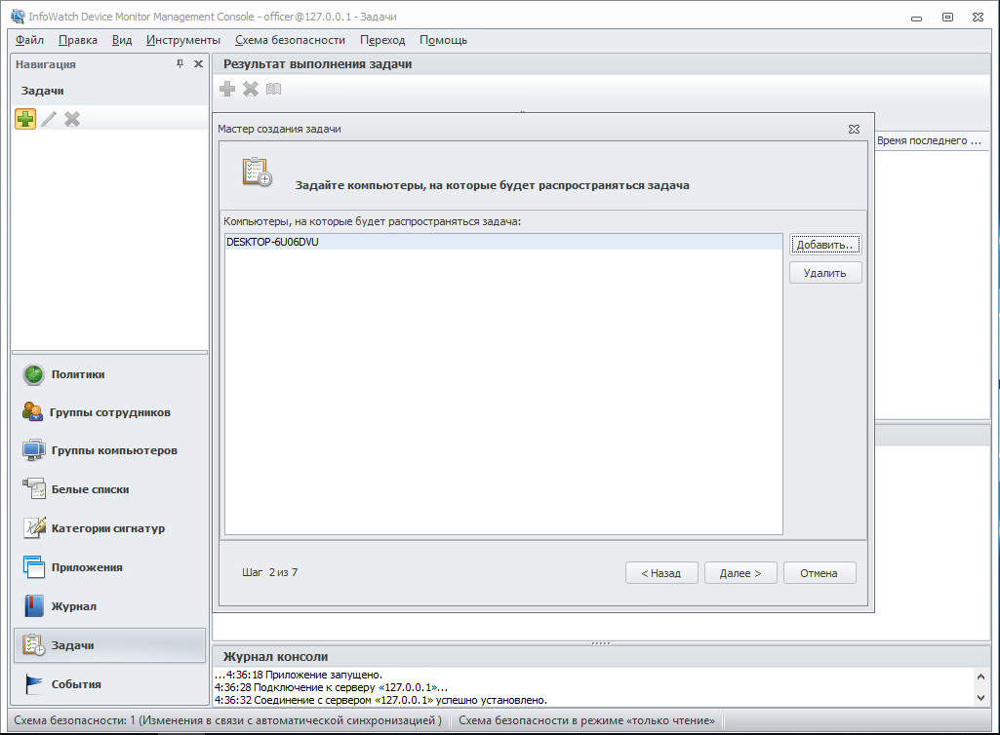 InfoWatch Device Monitor Management Console - officer@127.0.0.1 - Задачи
Файл Правка Вид Инструменты Схема безопасности Переход Помощь
Навигация
Задачи
Результат выполнения задачи
Время последнего ...
Мастер создания задачи
Задайте компьютеры, на которые будет распространяться задача
Компьютеры, на которые будет распространяться задача:
DESKTOP-6U06DVU
Добавить..
Удалить
Шаг 2 из 7
< Назад
Далее >
Отмена
Политики
Группы сотрудников
Группы компьютеров
Белые списки
Категории сигнатур
Приложения
Журнал
Задачи
События
Журнал консоли
...4:36:18 Приложение запущено.
4:36:28 Подключение к серверу «127.0.0.1»...
4:36:32 Соединение с сервером «127.0.0.1» успешно установлено.
Схема безопасности: 1 (Изменения в связи с автоматической синхронизацией ) Схема безопасности в режиме «только чтение»